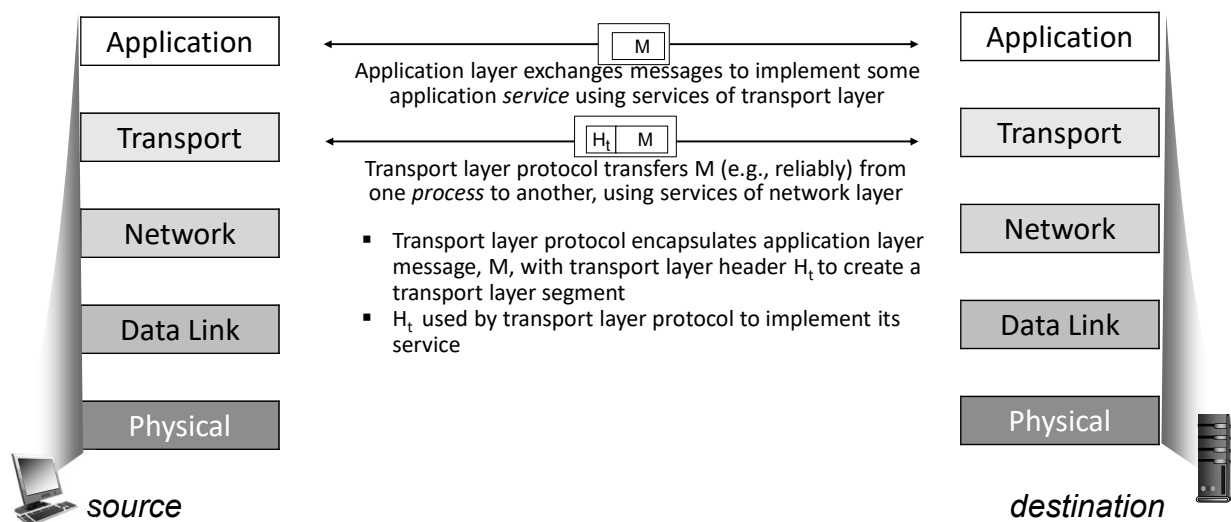 Application
Transport
Network
Data Link
Physical
source
M
Application layer exchanges messages to implement some
application service using services of transport layer
Ht M
Transport layer protocol transfers M (e.g., reliably) from
one process to another, using services of network layer
▪ Transport layer protocol encapsulates application layer
message, M, with transport layer header Ht to create a
transport layer segment
▪ Ht used by transport layer protocol to implement its
service
Application
Transport
Network
Data Link
Physical
destination